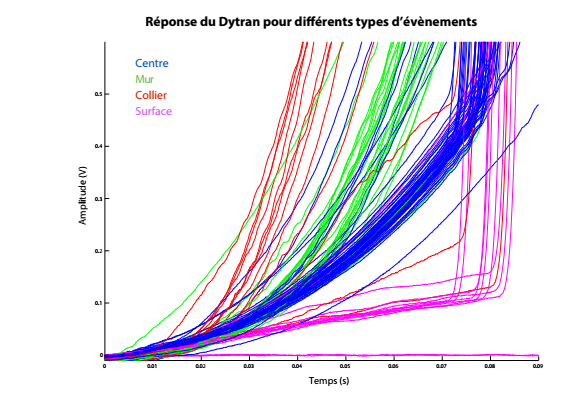 Réponse du Dytran pour différents types d'évènements
Centre
Mur
Collier
Surface
Amplitude (V)
0.5
0.4
0.3
0.2
0.1
0
0 0.01 0.02 0.03 0.04 0.05 0.06 0.07 0.08 0.09
Temps (s)